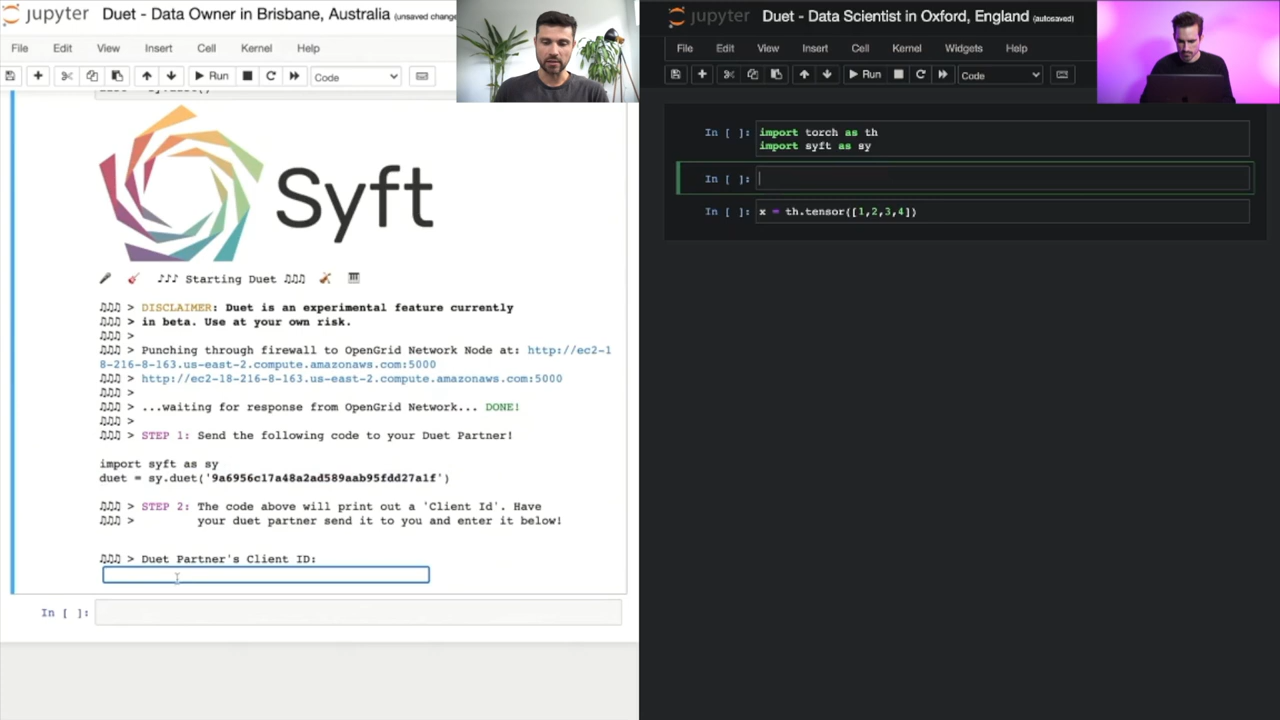 jupyter Duet - Data Owner in Brisbane, Australia (unsaved change
File Edit View Insert Cell Kernel Help
Run Code
Syft
♪♪♪ Starting Duet ♫♫♫
♫♫♫ > DISCLAIMER: Duet is an experimental feature currently
♫♫♫ > in beta. Use at your own risk.
♫♫♫ >
♫♫♫ > Punching through firewall to OpenGrid Network Node at: http://ec2-1
8-216-8-163.us-east-2.compute.amazonaws.com:5000
♫♫♫ > http://ec2-18-216-8-163.us-east-2.compute.amazonaws.com:5000
♫♫♫ >
♫♫♫ > ...waiting for response from OpenGrid Network... DONE!
♫♫♫ >
♫♫♫ > STEP 1: Send the following code to your Duet Partner!
import syft as sy
duet = sy.duet('9a6956c17a48a2ad589aab95fdd27a1f')
♫♫♫ > STEP 2: The code above will print out a 'Client Id'. Have
♫♫♫ > your duet partner send it to you and enter it below!
♫♫♫ > Duet Partner's Client ID:
In [ ]:
jupyter Duet - Data Scientist in Oxford, England (autosaved)
File Edit View Insert Cell Kernel Widgets Help
Run Code
In [ ]: import torch as th
import syft as sy
In [ ]:
In [ ]: x = th.tensor([1,2,3,4])